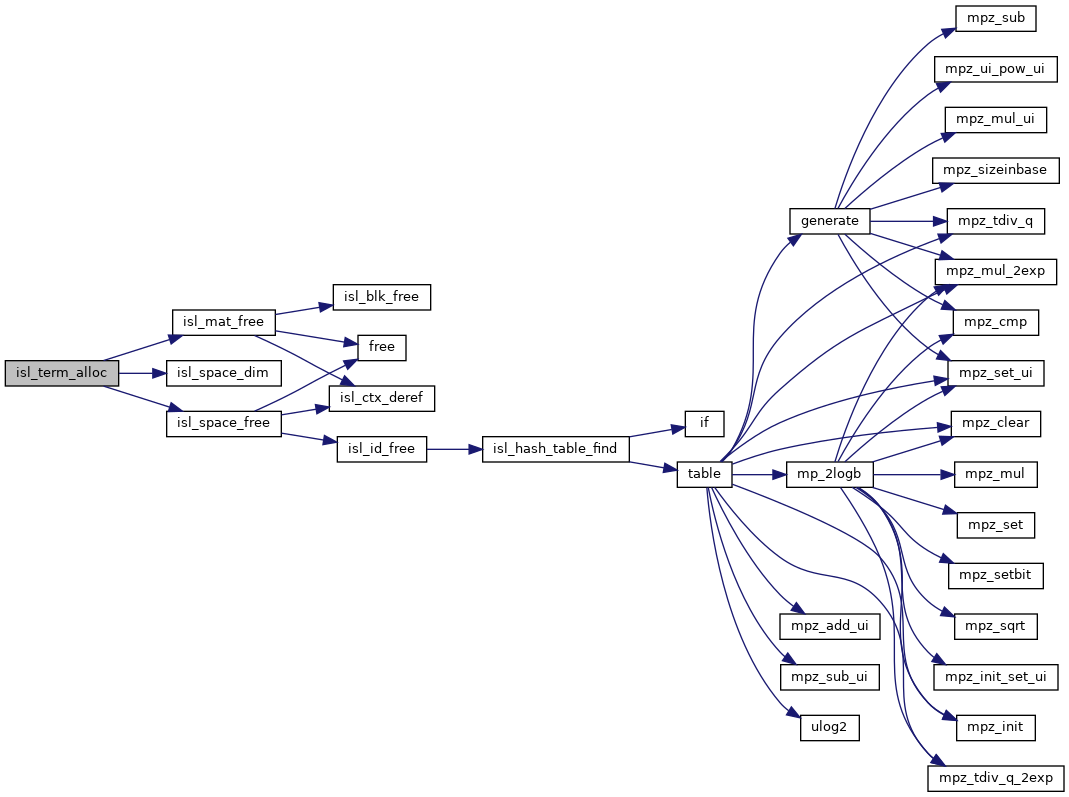 isl_term_alloc
isl_mat_free
isl_space_dim
isl_space_free
isl_blk_free
free
isl_ctx_deref
isl_id_free
isl_hash_table_find
if
table
generate
mp_2logb
mpz_add_ui
mpz_sub_ui
ulog2
mpz_sub
mpz_ui_pow_ui
mpz_mul_ui
mpz_sizeinbase
mpz_tdiv_q
mpz_mul_2exp
mpz_cmp
mpz_set_ui
mpz_clear
mpz_mul
mpz_set
mpz_setbit
mpz_sqrt
mpz_init_set_ui
mpz_init
mpz_tdiv_q_2exp